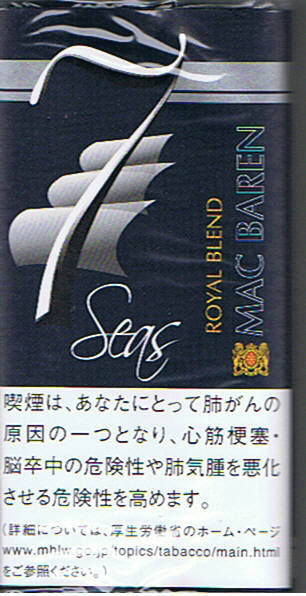 7
Seas
ROYAL BLEND
MAC BAREN
喫煙は、あなたにとって肺がんの
原因の一つとなり、心筋梗塞・
脳卒中の危険性や肺気腫を悪化
させる危険性を高めます。
(詳細については、厚生労働省のホーム・ページ
www.mhlw.go.jp/topics/tabacco/main.html
をご参照ください。)